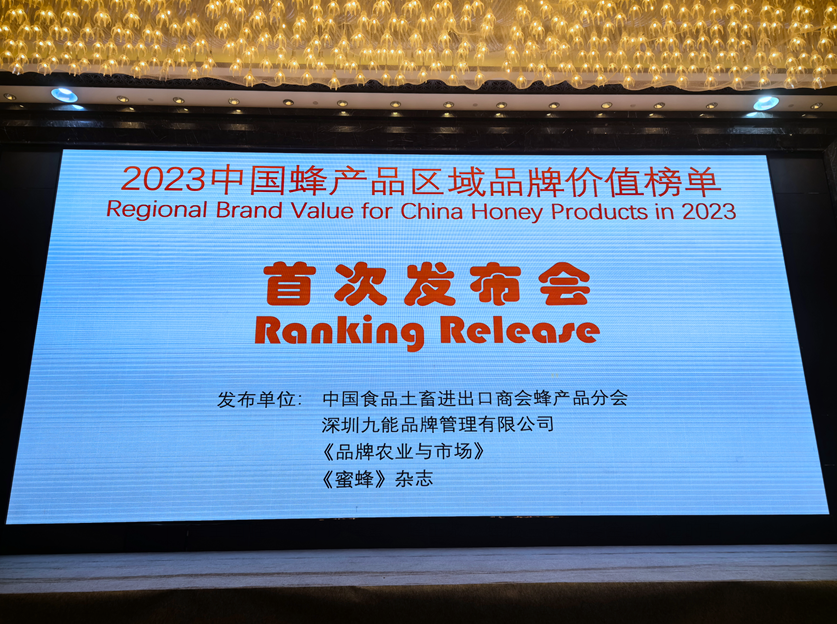 2023中国蜂产品区域品牌价值榜单
Regional Brand Value for China Honey Products in 2023
首次发布会
Ranking Release
发布单位： 中国食品土畜进出口商会蜂产品分会
深圳九能品牌管理有限公司
《品牌农业与市场》
《蜜蜂》杂志